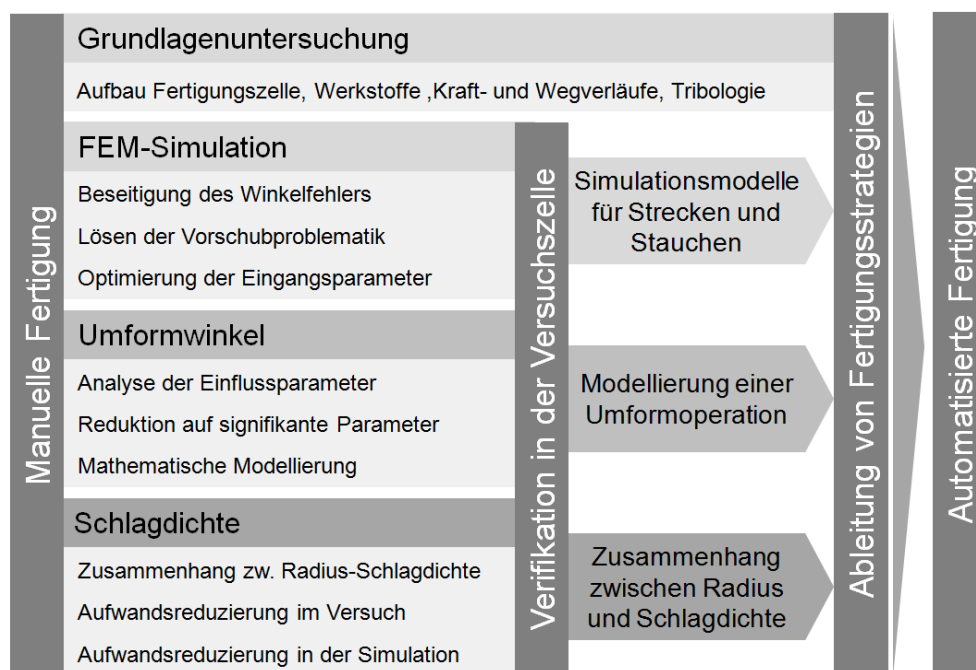 Manuelle Fertigung
Grundlagenuntersuchung
Aufbau Fertigungszelle, Werkstoffe ,Kraft- und Wegverläufe, Tribologie
FEM-Simulation
Beseitigung des Winkelfehlers
Lösen der Vorschubproblematik
Optimierung der Eingangsparameter
Umformwinkel
Analyse der Einflussparameter
Reduktion auf signifikante Parameter
Mathematische Modellierung
Schlagdichte
Zusammenhang zw. Radius-Schlagdichte
Aufwandsreduzierung im Versuch
Aufwandsreduzierung in der Simulation
Verifikation in der Versuchszelle
Simulationsmodelle
für Strecken und
Stauchen
Modellierung einer
Umformoperation
Zusammenhang
zwischen Radius
und Schlagdichte
Ableitung von Fertigungsstrategien
Automatisierte Fertigung